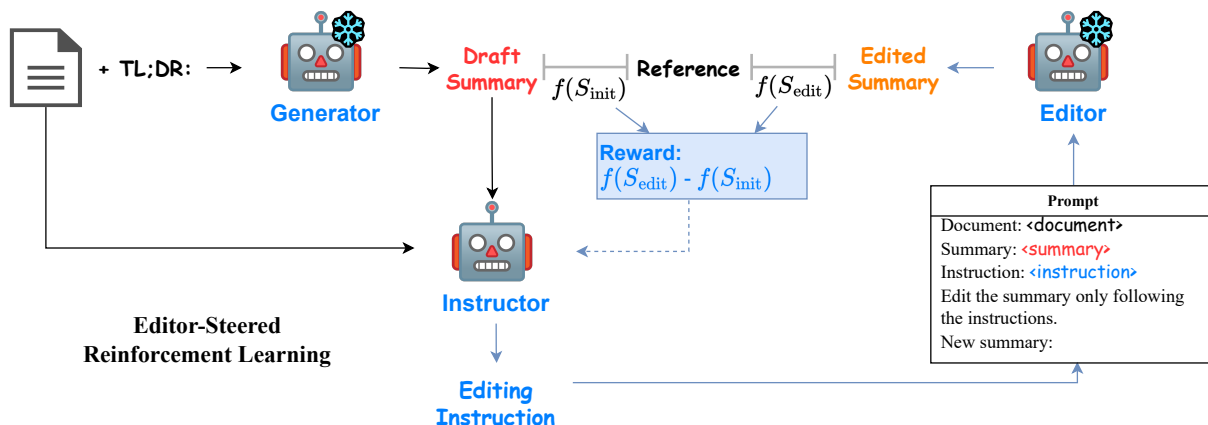 + TL;DR:
Generator
Draft
Summary
f(S_init)
Reference
f(S_edit)
Edited
Summary
Editor
Reward:
f(S_edit) - f(S_init)
Instructor
Editor-Steered
Reinforcement Learning
Editing
Instruction
Prompt
Document: <document>
Summary: <summary>
Instruction: <instruction>
Edit the summary only following
the instructions.
New summary: